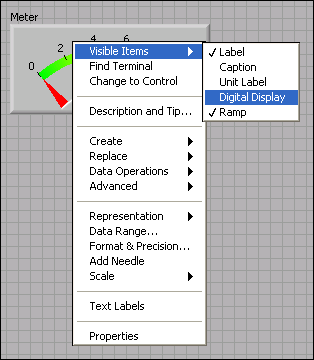 Meter
0
2
4
6
Visible Items
Find Terminal
Change to Control
Description and Tip...
Create
Replace
Data Operations
Advanced
Representation
Data Range...
Format & Precision...
Add Needle
Scale
Text Labels
Properties
Label
Caption
Unit Label
Digital Display
Ramp